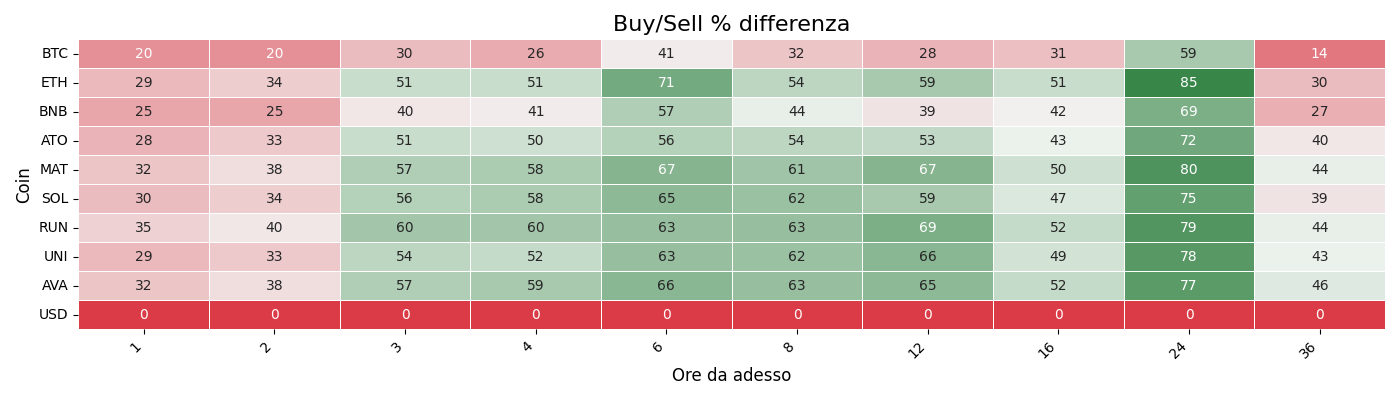 Buy/Sell % differenza
Coin
BTC 20 20 30 26 41 32 28 31 59 14
ETH 29 34 51 51 71 54 59 51 85 30
BNB 25 25 40 41 57 44 39 42 69 27
ATO 28 33 51 50 56 54 53 43 72 40
MAT 32 38 57 58 67 61 67 50 80 44
SOL 30 34 56 58 65 62 59 47 75 39
RUN 35 40 60 60 63 63 69 52 79 44
UNI 29 33 54 52 63 62 66 49 78 43
AVA 32 38 57 59 66 63 65 52 77 46
USD 0 0 0 0 0 0 0 0 0 0
1 2 3 4 6 8 12 16 24 36
Ore da adesso